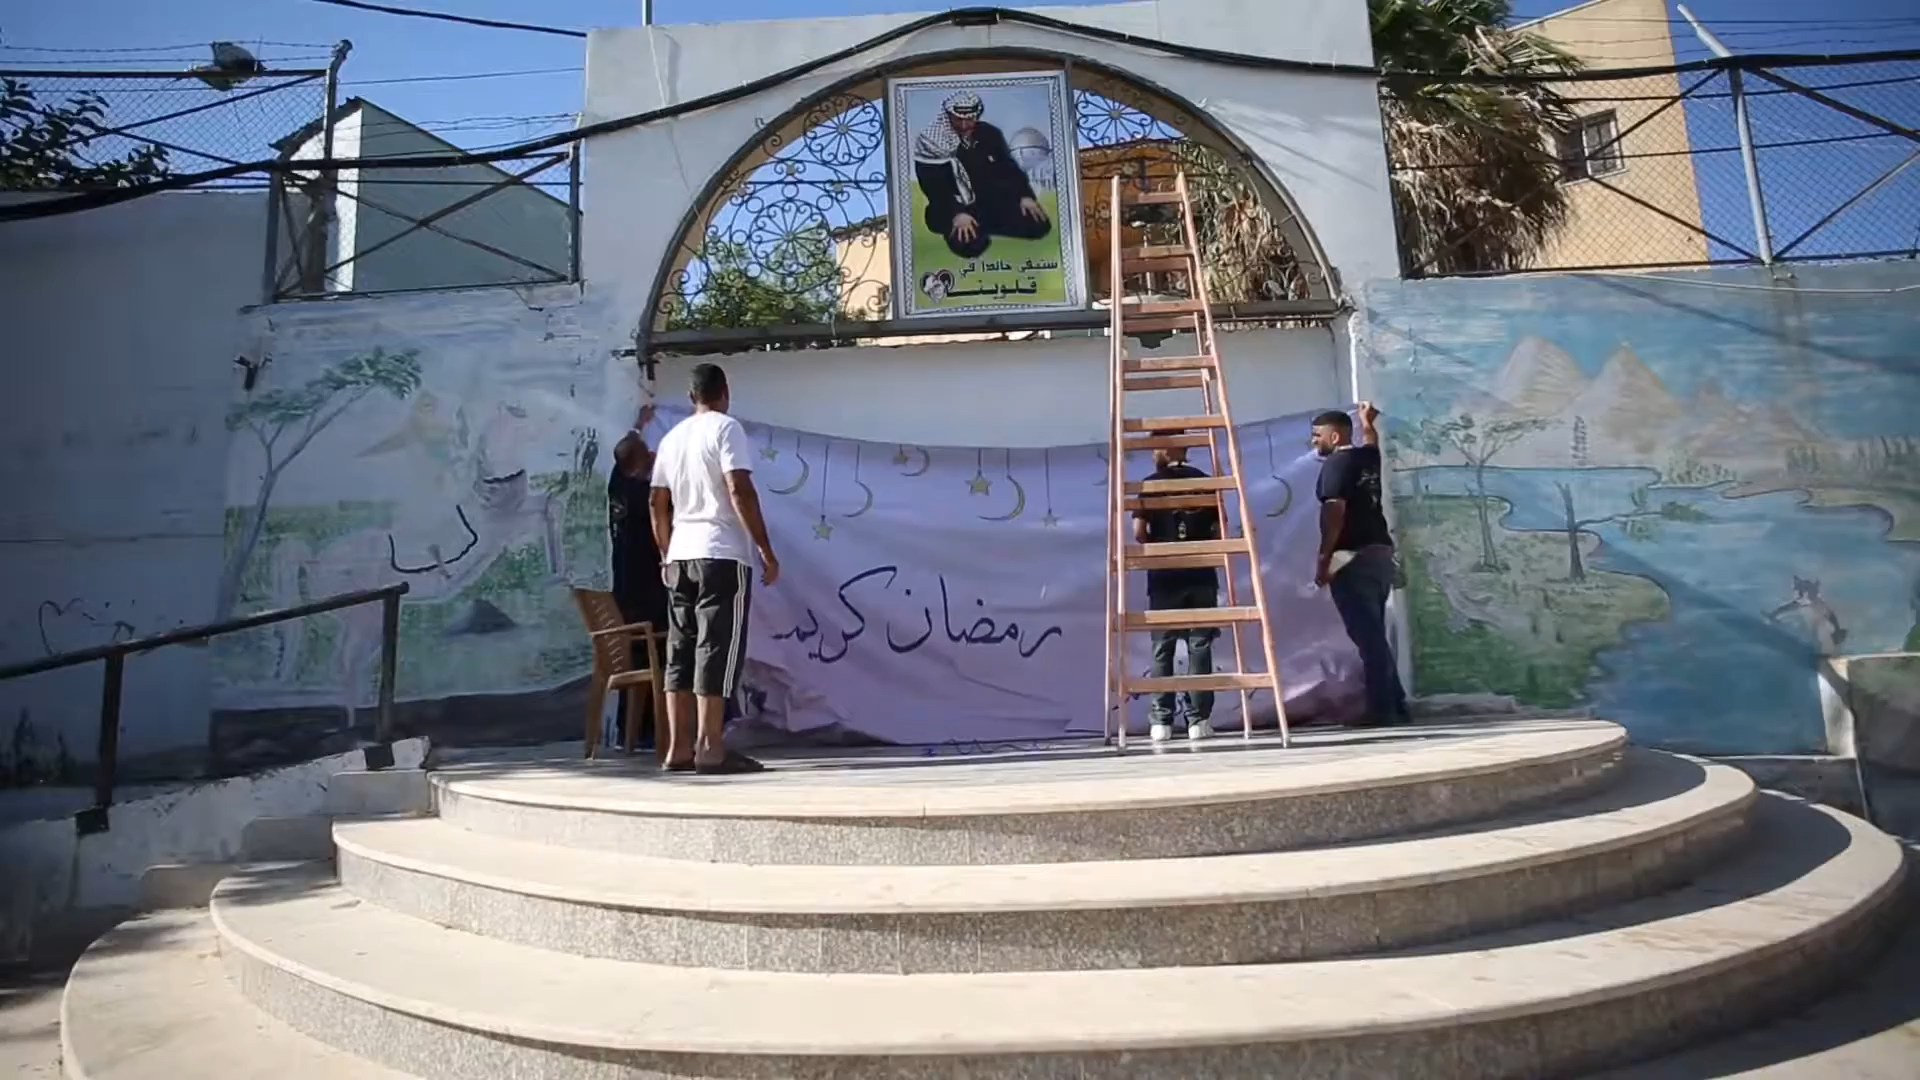 ستبقى خالدا في
قلوبنا
رمضان كريم